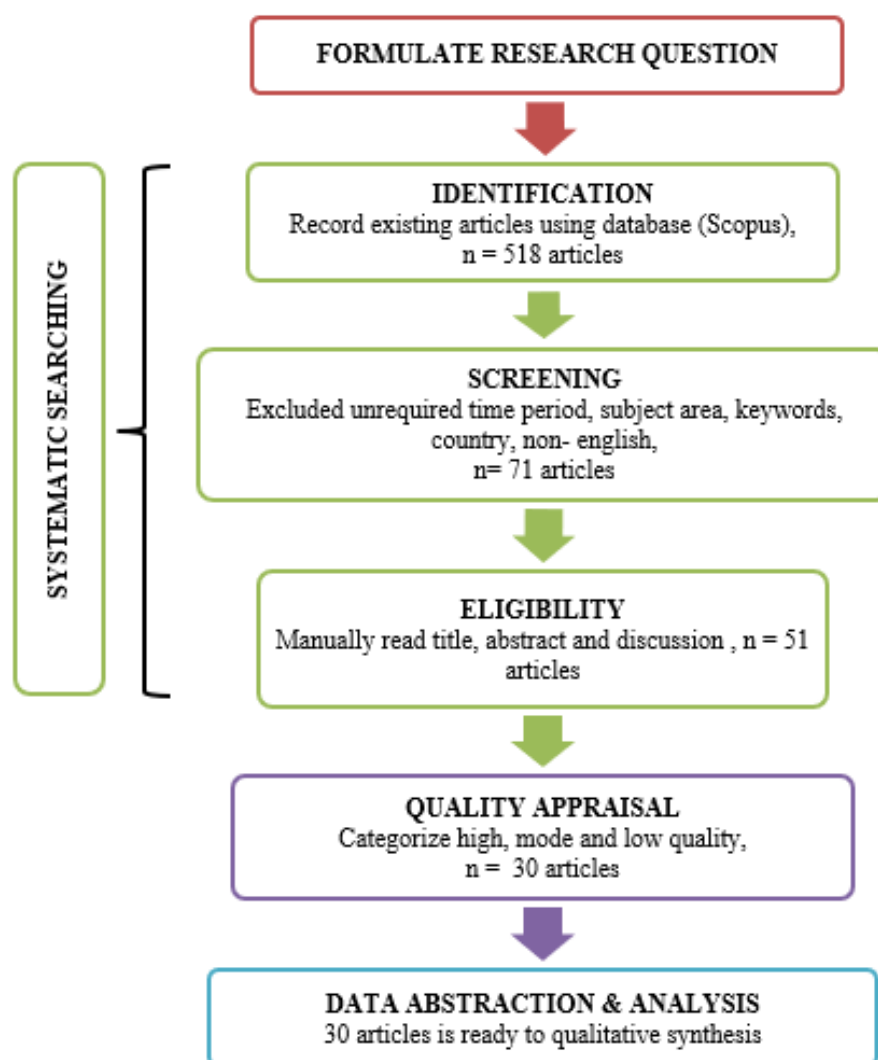 FORMULATE RESEARCH QUESTION
SYSTEMATIC SEARCHING
IDENTIFICATION
Record existing articles using database (Scopus),
n = 518 articles
SCREENING
Excluded unrequired time period, subject area, keywords,
country, non- english,
n= 71 articles
ELIGIBILITY
Manually read title, abstract and discussion , n = 51
articles
QUALITY APPRAISAL
Categorize high, mode and low quality,
n = 30 articles
DATA ABSTRACTION & ANALYSIS
30 articles is ready to qualitative synthesis